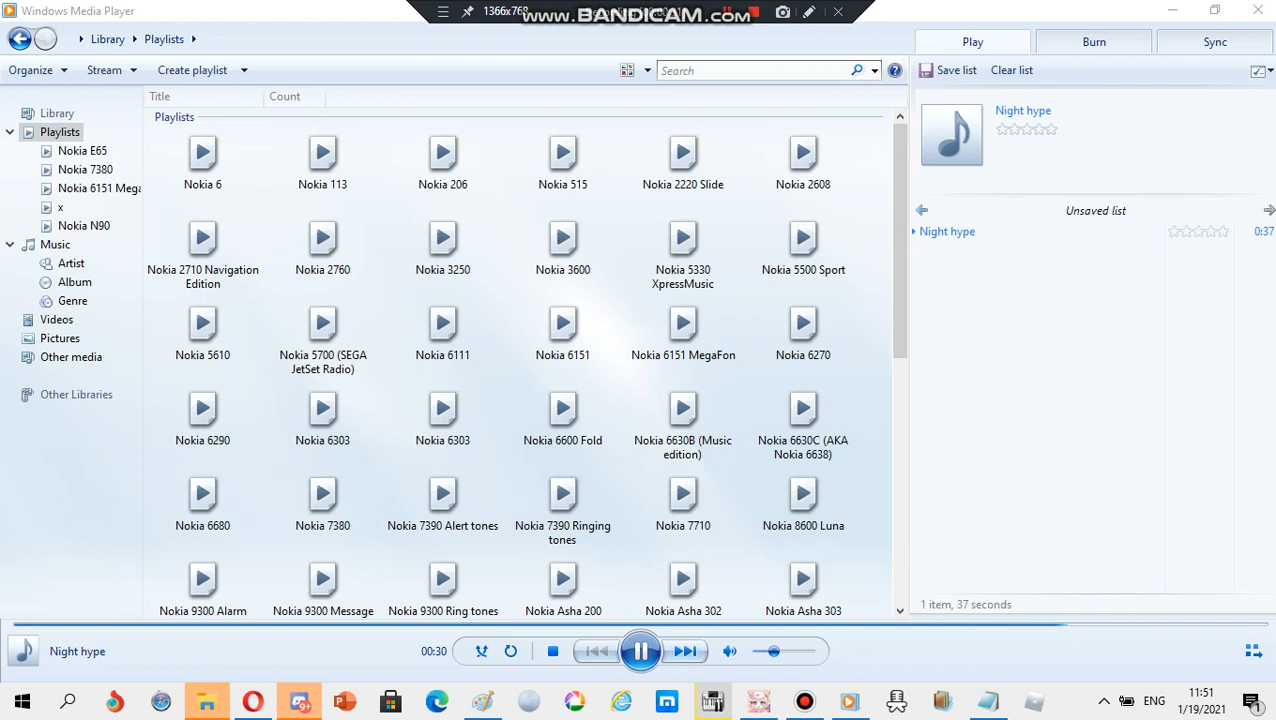 Windows Media Player
1366x768
www.BANDICAM.com
Library
Playlists
Play
Burn
Sync
Organize
Stream
Create playlist
Search
Save list
Clear list
Title
Count
Library
Playlists
Nokia E65
Nokia 7380
Nokia 6151 Mega
x
Nokia N90
Music
Artist
Album
Genre
Videos
Pictures
Other media
Other Libraries
Playlists
Nokia 6
Nokia 113
Nokia 206
Nokia 515
Nokia 2220 Slide
Nokia 2608
Nokia 2710 Navigation
Edition
Nokia 2760
Nokia 3250
Nokia 3600
Nokia 5330
XpressMusic
Nokia 5500 Sport
Nokia 5610
Nokia 5700 (SEGA
JetSet Radio)
Nokia 6111
Nokia 6151
Nokia 6151 MegaFon
Nokia 6270
Nokia 6290
Nokia 6303
Nokia 6303
Nokia 6600 Fold
Nokia 6630B (Music
edition)
Nokia 6630C (AKA
Nokia 6638)
Nokia 6680
Nokia 7380
Nokia 7390 Alert tones
Nokia 7390 Ringing
tones
Nokia 7710
Nokia 8600 Luna
Nokia 9300 Alarm
Nokia 9300 Message
Nokia 9300 Ring tones
Nokia Asha 200
Nokia Asha 302
Nokia Asha 303
Night hype
Unsaved list
Night hype 0:37
1 item, 37 seconds
Night hype
00:30
9+
ENG
11:51
1/19/2021
1